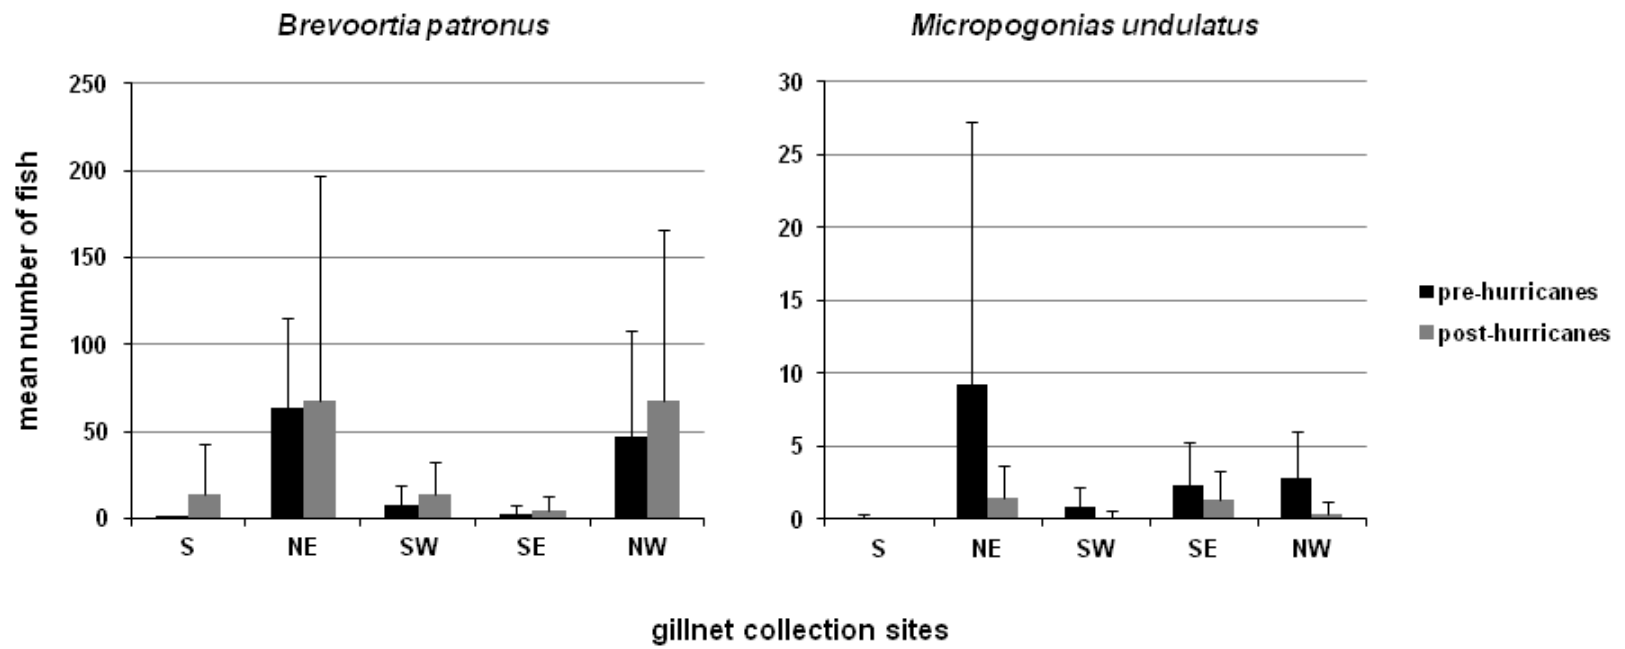 Brevoortia patronus
mean number of fish
250
200
150
100
50
0
S NE SW SE NW
Micropogonias undulatus
30
25
20
15
10
5
0
S NE SW SE NW
pre-hurricanes
post-hurricanes
gillnet collection sites